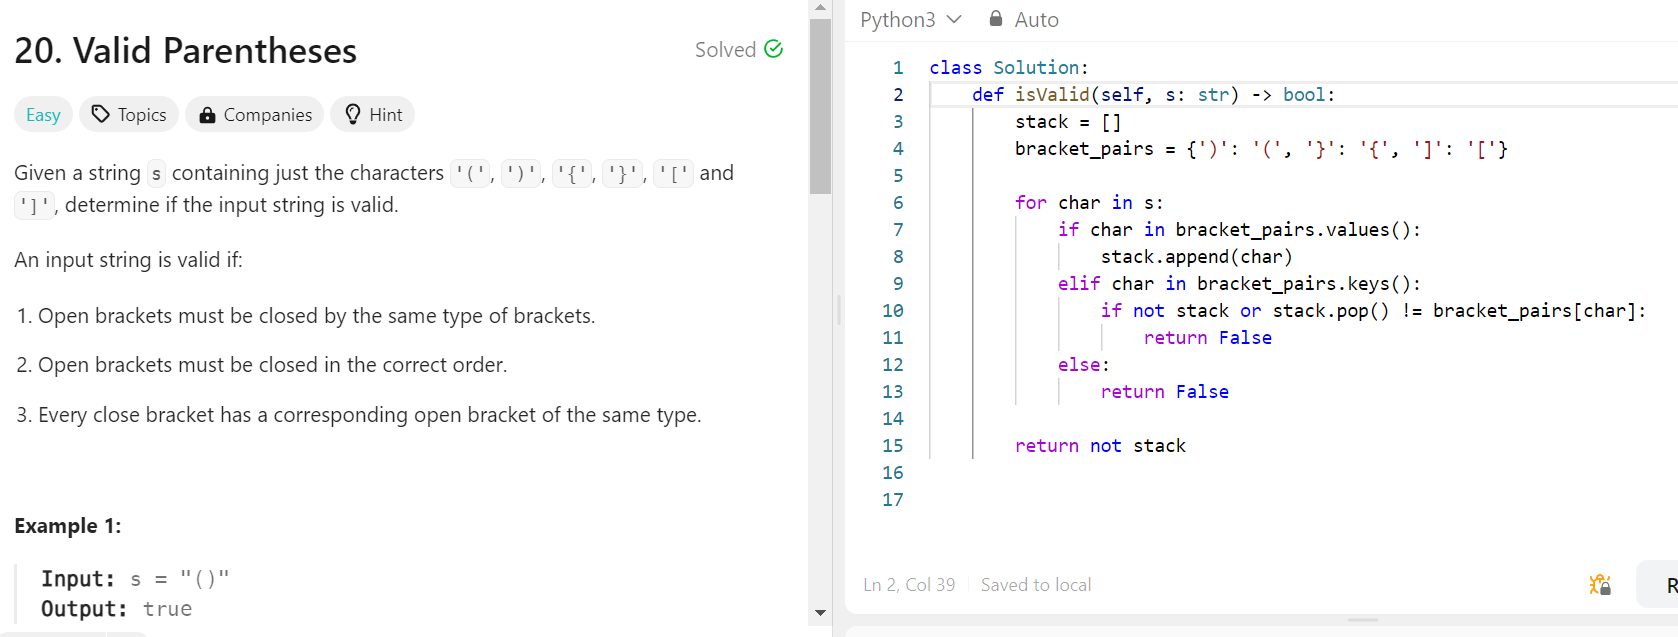 20. Valid Parentheses
Solved
Easy
Topics
Companies
Hint
Given a string s containing just the characters '(', ')', '{', '}', '[' and
']', determine if the input string is valid.
An input string is valid if:
1. Open brackets must be closed by the same type of brackets.
2. Open brackets must be closed in the correct order.
3. Every close bracket has a corresponding open bracket of the same type.
Example 1:
Input: s = "()"
Output: true
Python3
Auto
1 class Solution:
2     def isValid(self, s: str) -> bool:
3         stack = []
4         bracket_pairs = {')': '(', '}': '{', ']': '['}
5
6         for char in s:
7             if char in bracket_pairs.values():
8                 stack.append(char)
9             elif char in bracket_pairs.keys():
10                 if not stack or stack.pop() != bracket_pairs[char]:
11                     return False
12             else:
13                 return False
14
15         return not stack
16
17
Ln 2, Col 39
Saved to local
R